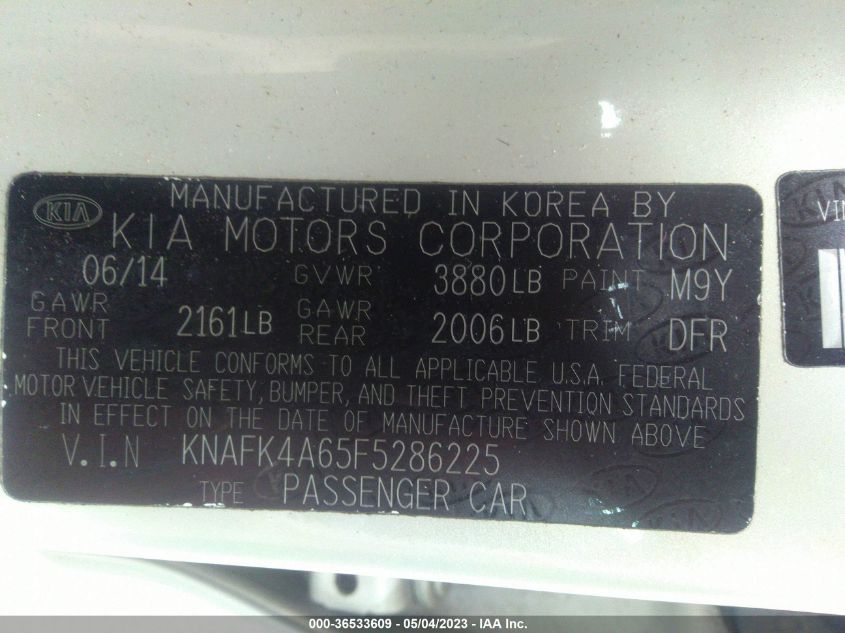 KIA MANUFACTURED IN KOREA BY
KIA MOTORS CORPORATION
06/14 GVWR 3880LB PAINT M9Y
GAWR FRONT 2161LB GAWR REAR 2006LB TRIM DFR
THIS VEHICLE CONFORMS TO ALL APPLICABLE U.S.A. FEDERAL
MOTOR VEHICLE SAFETY, BUMPER, AND THEFT PREVENTION STANDARDS
IN EFFECT ON THE DATE OF MANUFACTURE SHOWN ABOVE
V.I.N KNAFK4A65F5286225
TYPE PASSENGER CAR
VIN
000-36533609 - 05/04/2023 - IAA Inc.